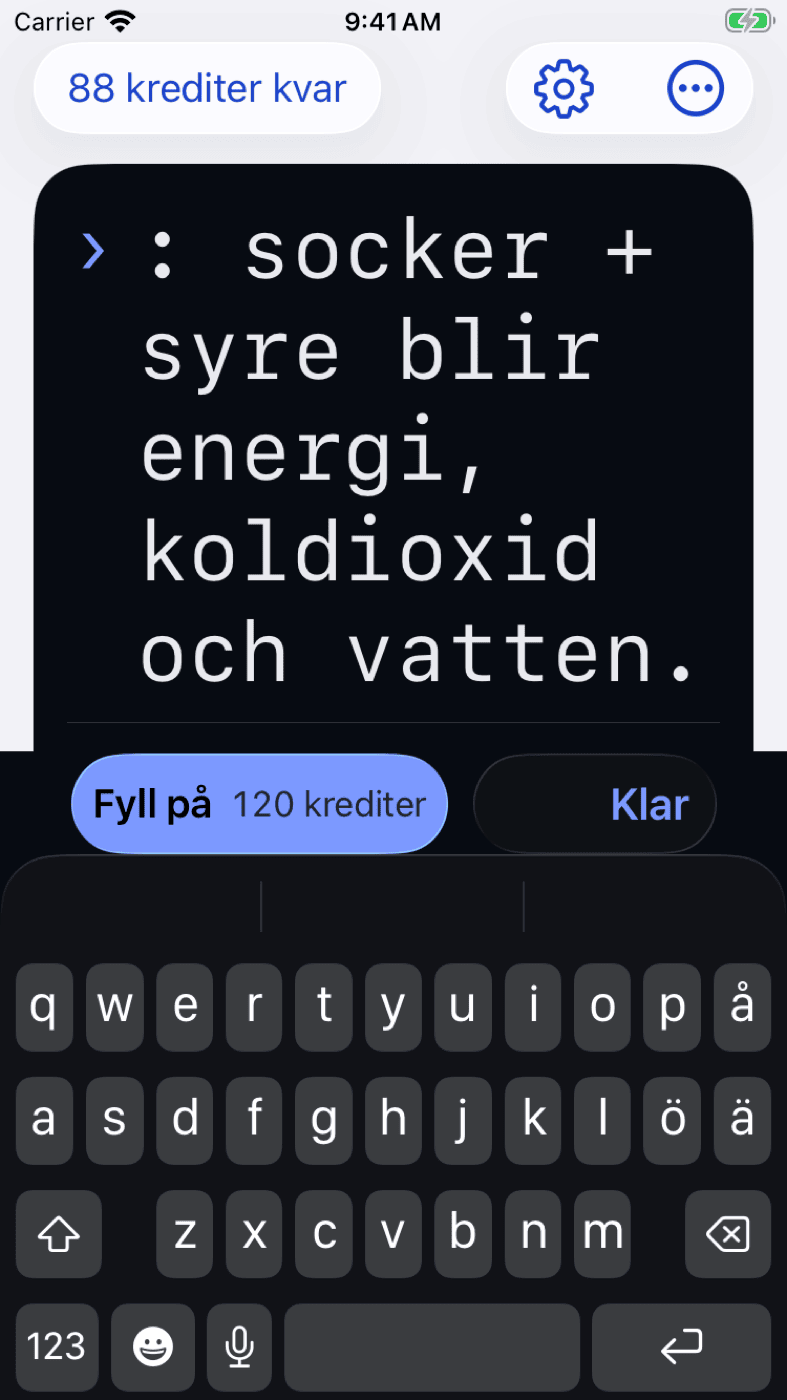 Carrier 9:41 AM
88 krediter kvar
› : socker +
syre blir
energi,
koldioxid
och vatten.
Fyll på 120 krediter Klar
q w e r t y u i o p å
a s d f g h j k l ö ä
z x c v b n m
123